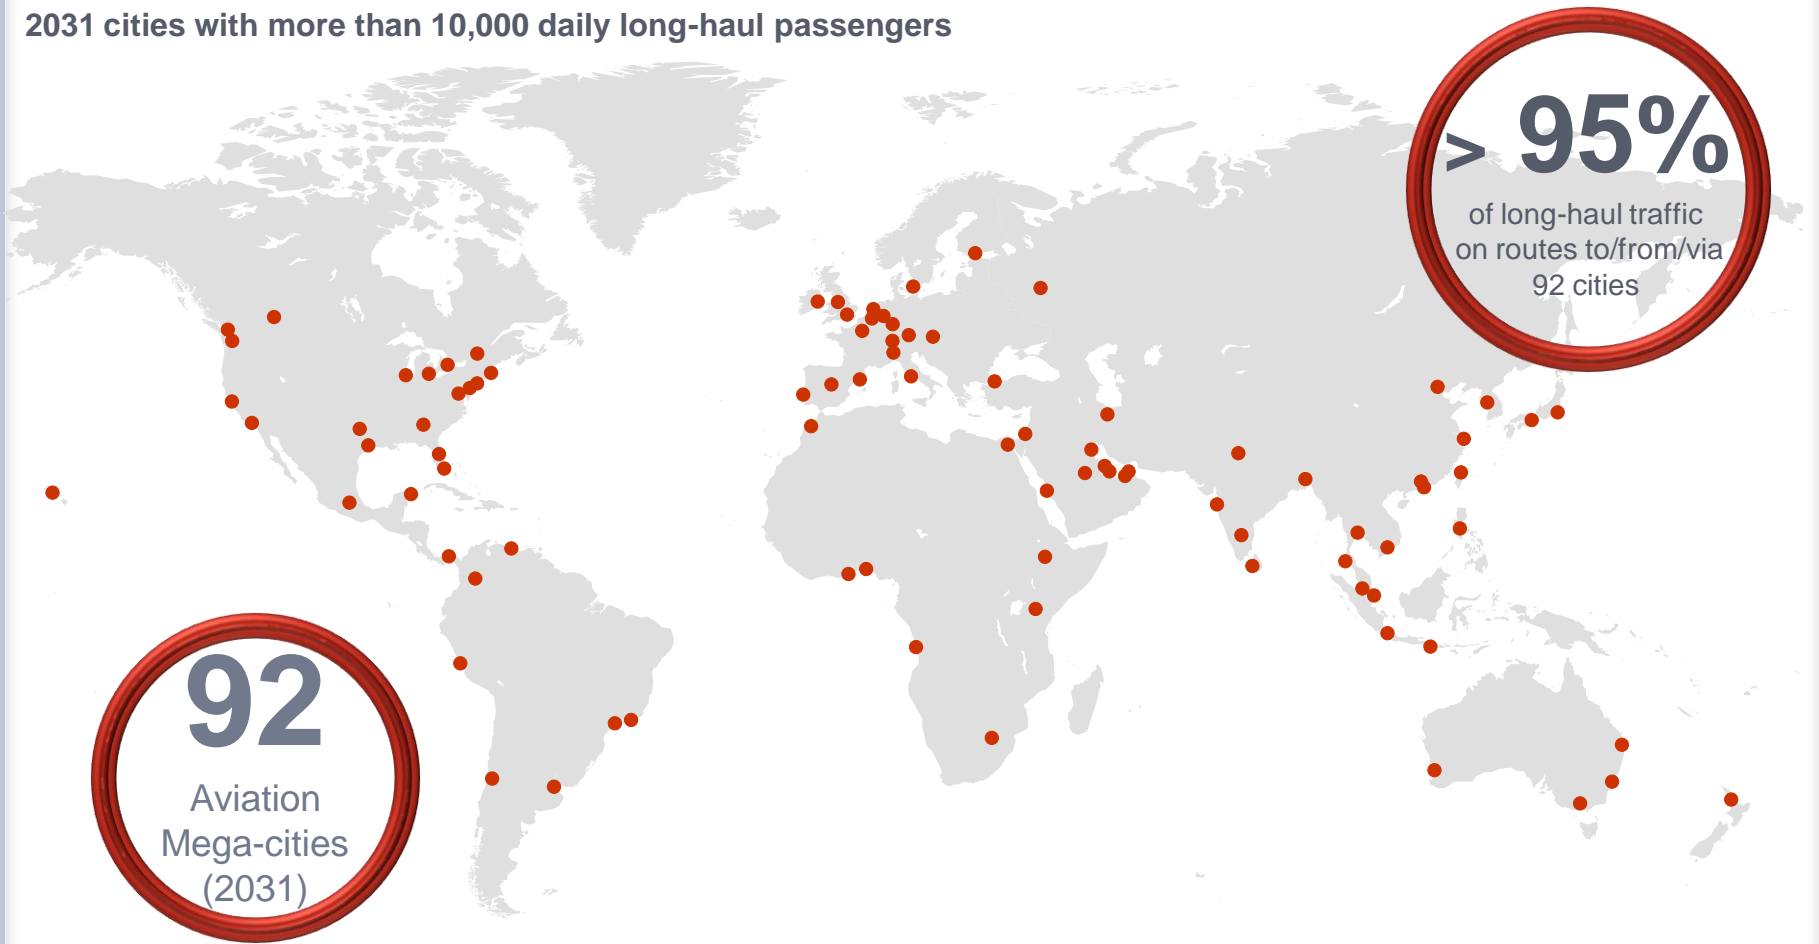 2031 cities with more than 10,000 daily long-haul passengers
> 95%
of long-haul traffic
on routes to/from/via
92 cities
92
Aviation
Mega-cities
(2031)